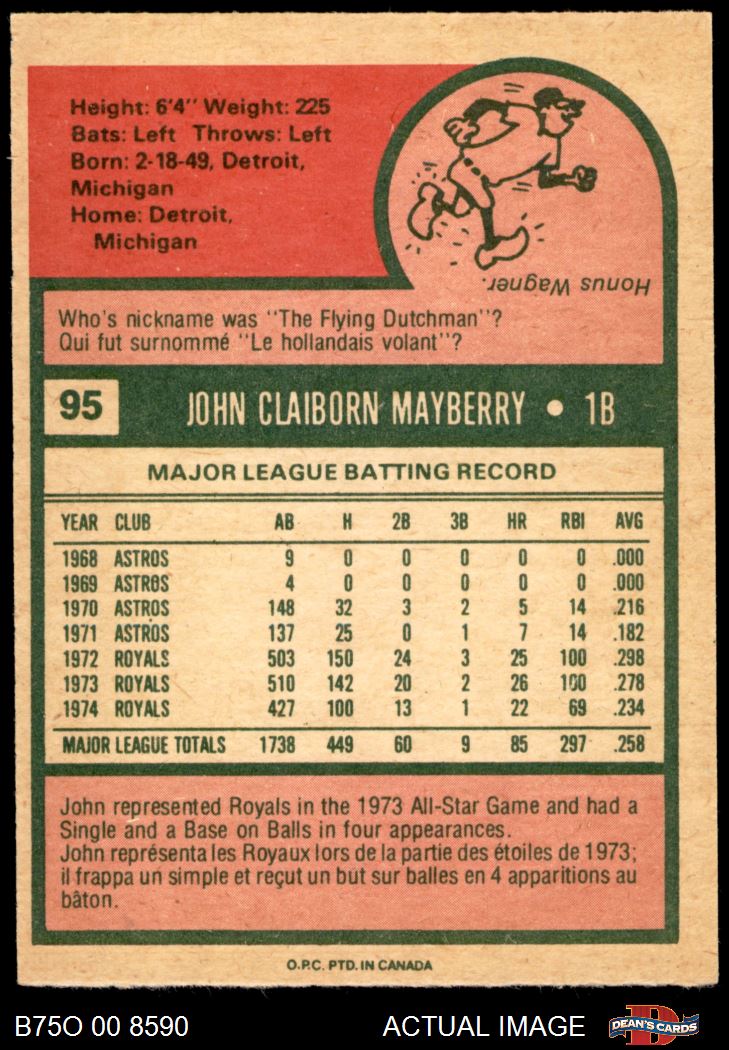 Height: 6'4" Weight: 225
Bats: Left Throws: Left
Born: 2-18-49, Detroit,
Michigan
Home: Detroit,
Michigan
Honus Wagner.
Who's nickname was "The Flying Dutchman"?
Qui fut surnommé "Le hollandais volant"?
95 JOHN CLAIBORN MAYBERRY • 1B
MAJOR LEAGUE BATTING RECORD
YEAR CLUB AB H 2B 3B HR RBI AVG
1968 ASTROS 9 0 0 0 0 0 .000
1969 ASTROS 4 0 0 0 0 0 .000
1970 ASTROS 148 32 3 2 5 14 .216
1971 ASTROS 137 25 0 1 7 14 .182
1972 ROYALS 503 150 24 3 25 100 .298
1973 ROYALS 510 142 20 2 26 100 .278
1974 ROYALS 427 100 13 1 22 69 .234
MAJOR LEAGUE TOTALS 1738 449 60 9 85 297 .258
John represented Royals in the 1973 All-Star Game and had a
Single and a Base on Balls in four appearances.
John représenta les Royaux lors de la partie des étoiles de 1973;
il frappa un simple et reçut un but sur balles en 4 apparitions au
bâton.
O.P.C. PTD. IN CANADA
B75O 00 8590 ACTUAL IMAGE D DEAN'S CARDS